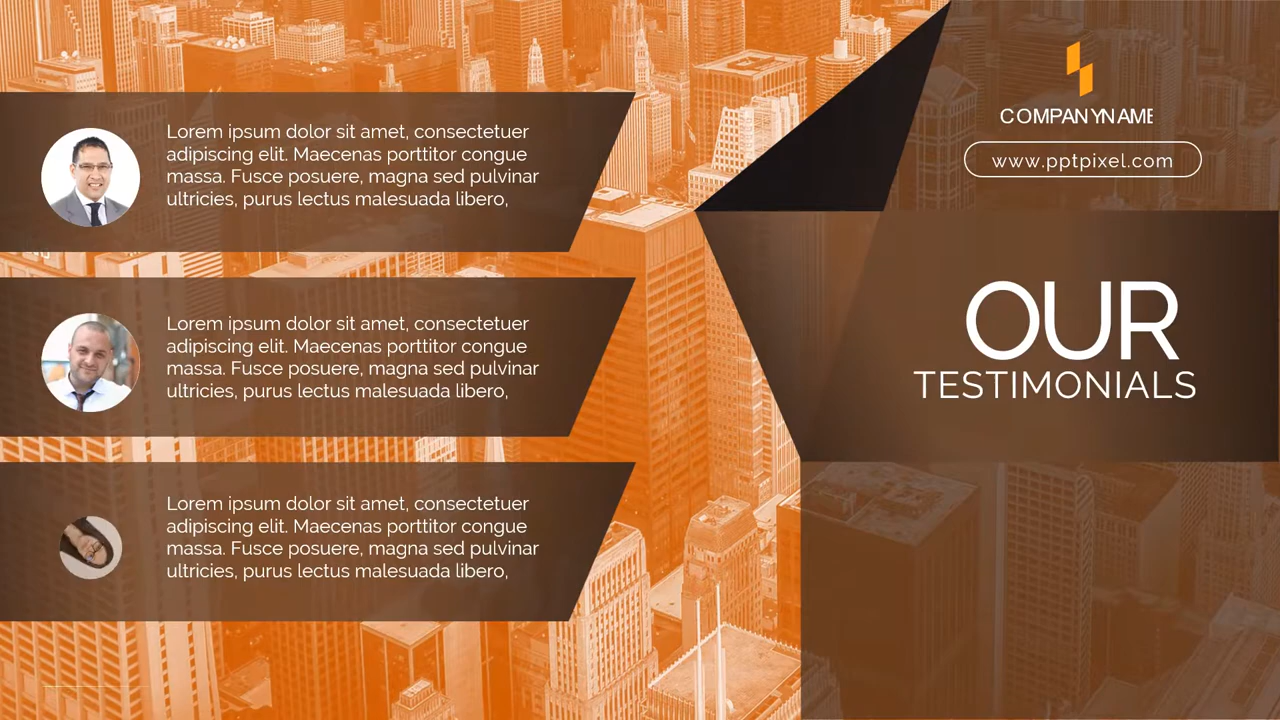 Lorem ipsum dolor sit amet, consectetuer
adipiscing elit. Maecenas porttitor congue
massa. Fusce posuere, magna sed pulvinar
ultricies, purus lectus malesuada libero,
Lorem ipsum dolor sit amet, consectetuer
adipiscing elit. Maecenas porttitor congue
massa. Fusce posuere, magna sed pulvinar
ultricies, purus lectus malesuada libero,
Lorem ipsum dolor sit amet, consectetuer
adipiscing elit. Maecenas porttitor congue
massa. Fusce posuere, magna sed pulvinar
ultricies, purus lectus malesuada libero,
COMPANYNAME
www.pptpixel.com
OUR
TESTIMONIALS